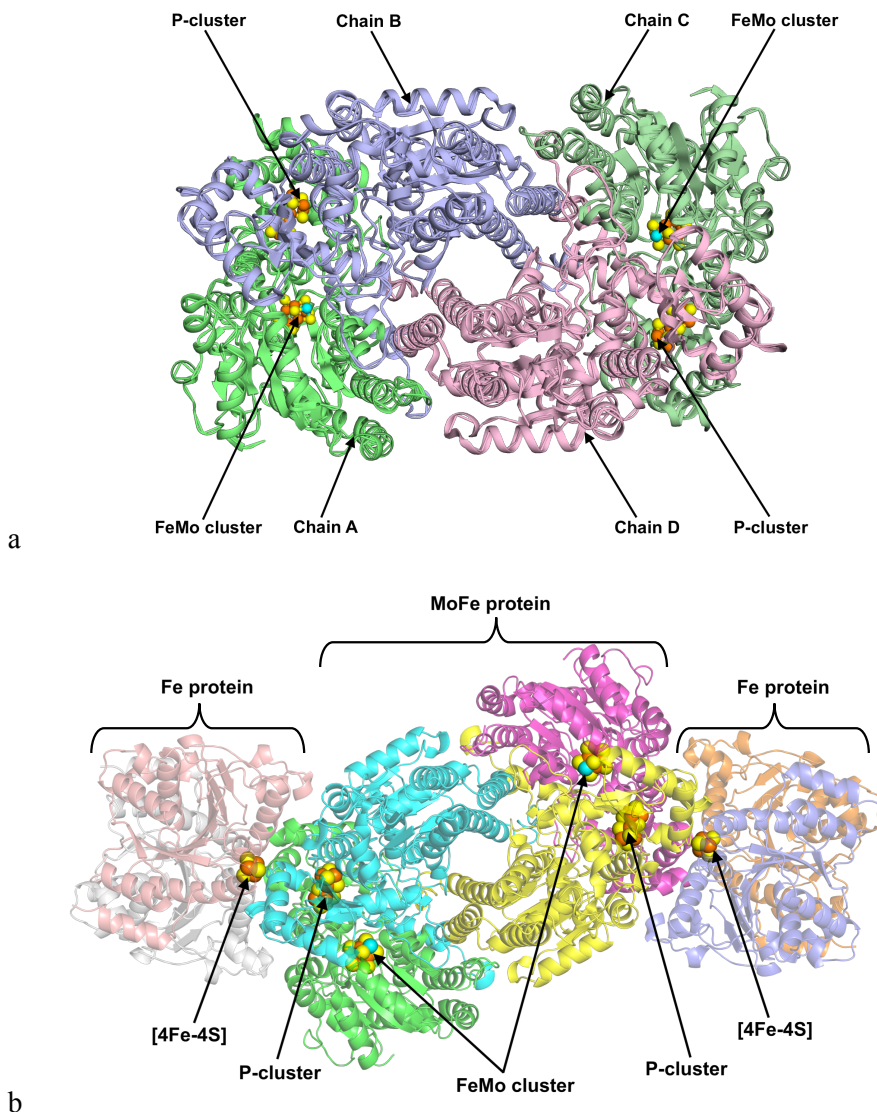 P-cluster
Chain B
Chain C
FeMo cluster
FeMo cluster
Chain A
Chain D
P-cluster
a
MoFe protein
Fe protein
Fe protein
[4Fe-4S]
P-cluster
FeMo cluster
P-cluster
[4Fe-4S]
b